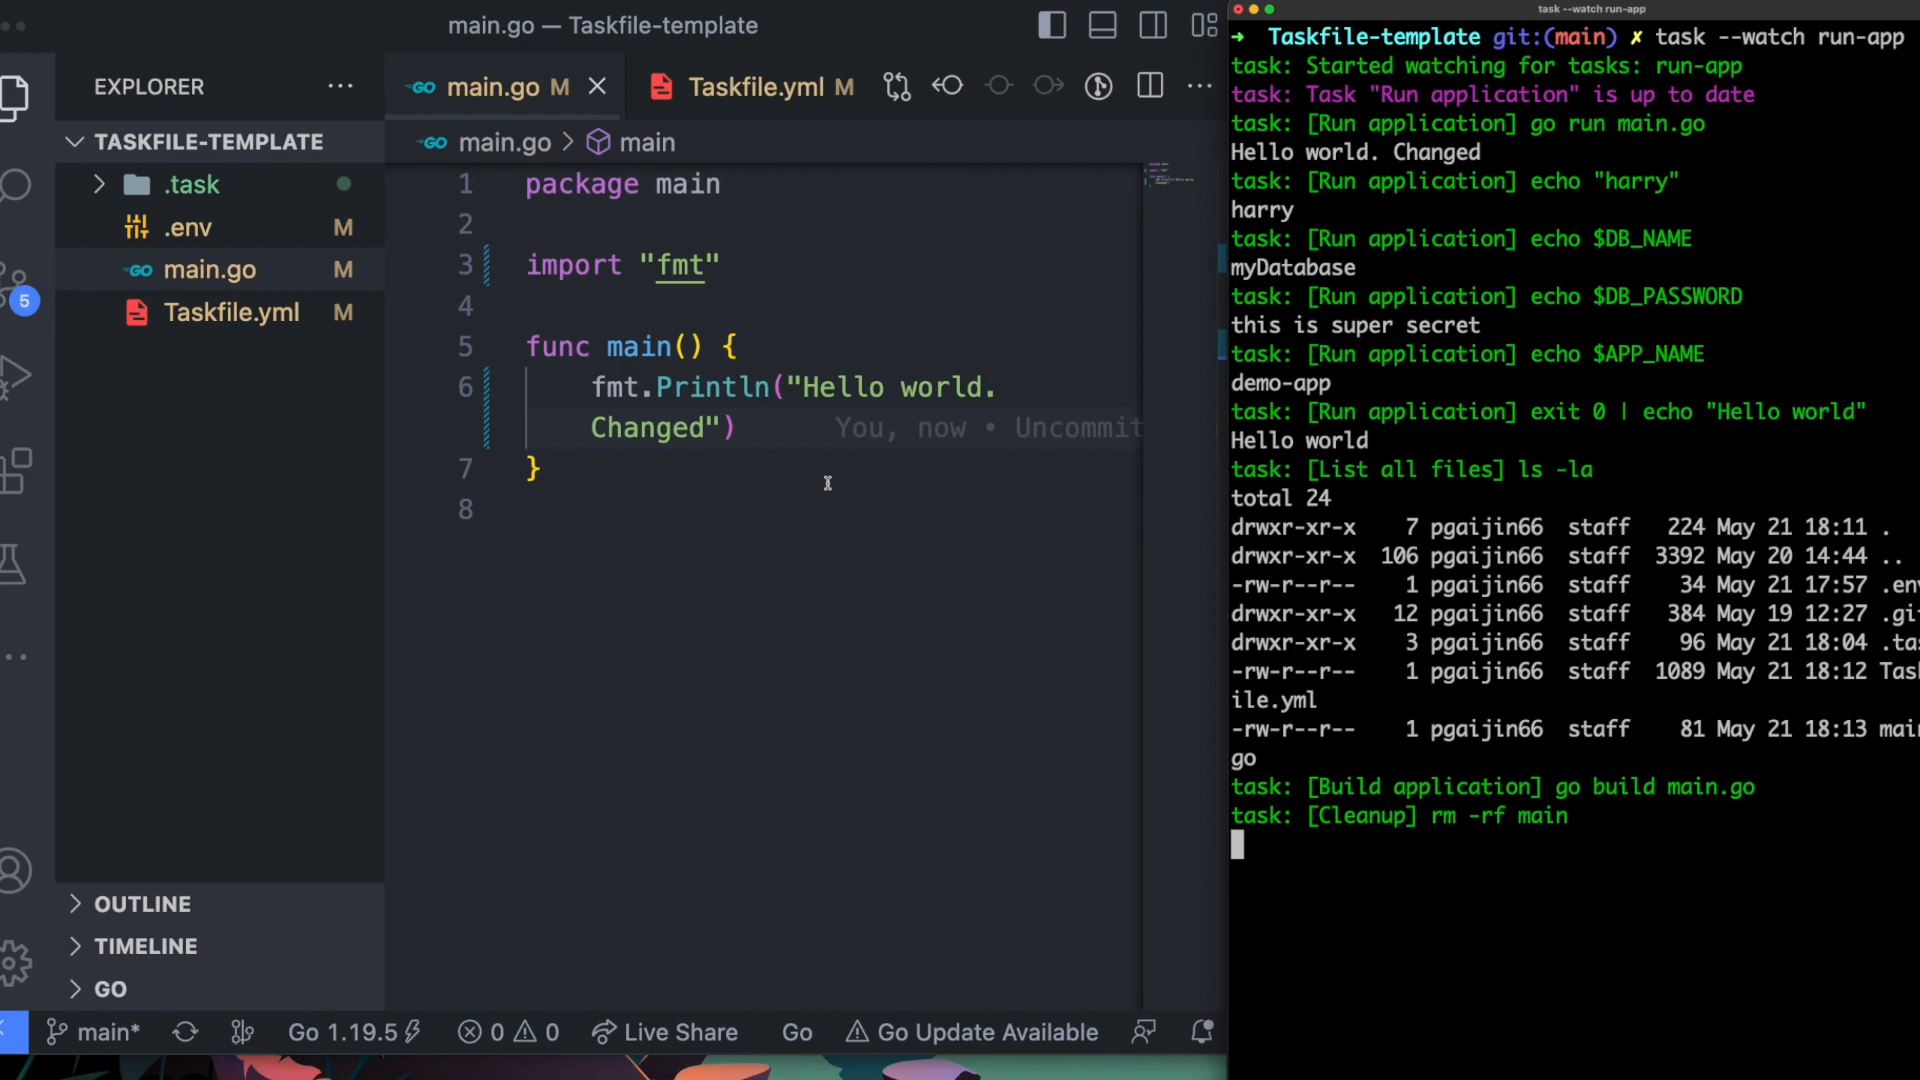 main.go — Taskfile-template
EXPLORER
TASKFILE-TEMPLATE
.task
.env M
main.go M
Taskfile.yml M
5
OUTLINE
TIMELINE
GO
main.go M
Taskfile.yml M
main.go > main
1 package main
2
3 import "fmt"
4
5 func main() {
6 fmt.Println("Hello world.
Changed") You, now • Uncommit
7 }
8
main* Go 1.19.5 0 0 Live Share Go Go Update Available
task --watch run-app
➜ Taskfile-template git:(main) ✗ task --watch run-app
task: Started watching for tasks: run-app
task: Task "Run application" is up to date
task: [Run application] go run main.go
Hello world. Changed
task: [Run application] echo "harry"
harry
task: [Run application] echo $DB_NAME
myDatabase
task: [Run application] echo $DB_PASSWORD
this is super secret
task: [Run application] echo $APP_NAME
demo-app
task: [Run application] exit 0 | echo "Hello world"
Hello world
task: [List all files] ls -la
total 24
drwxr-xr-x 7 pgaijin66 staff 224 May 21 18:11 .
drwxr-xr-x 106 pgaijin66 staff 3392 May 20 14:44 ..
-rw-r--r-- 1 pgaijin66 staff 34 May 21 17:57 .env
drwxr-xr-x 12 pgaijin66 staff 384 May 19 12:27 .gi
drwxr-xr-x 3 pgaijin66 staff 96 May 21 18:04 .tas
-rw-r--r-- 1 pgaijin66 staff 1089 May 21 18:12 Tas
ile.yml
-rw-r--r-- 1 pgaijin66 staff 81 May 21 18:13 main
go
task: [Build application] go build main.go
task: [Cleanup] rm -rf main